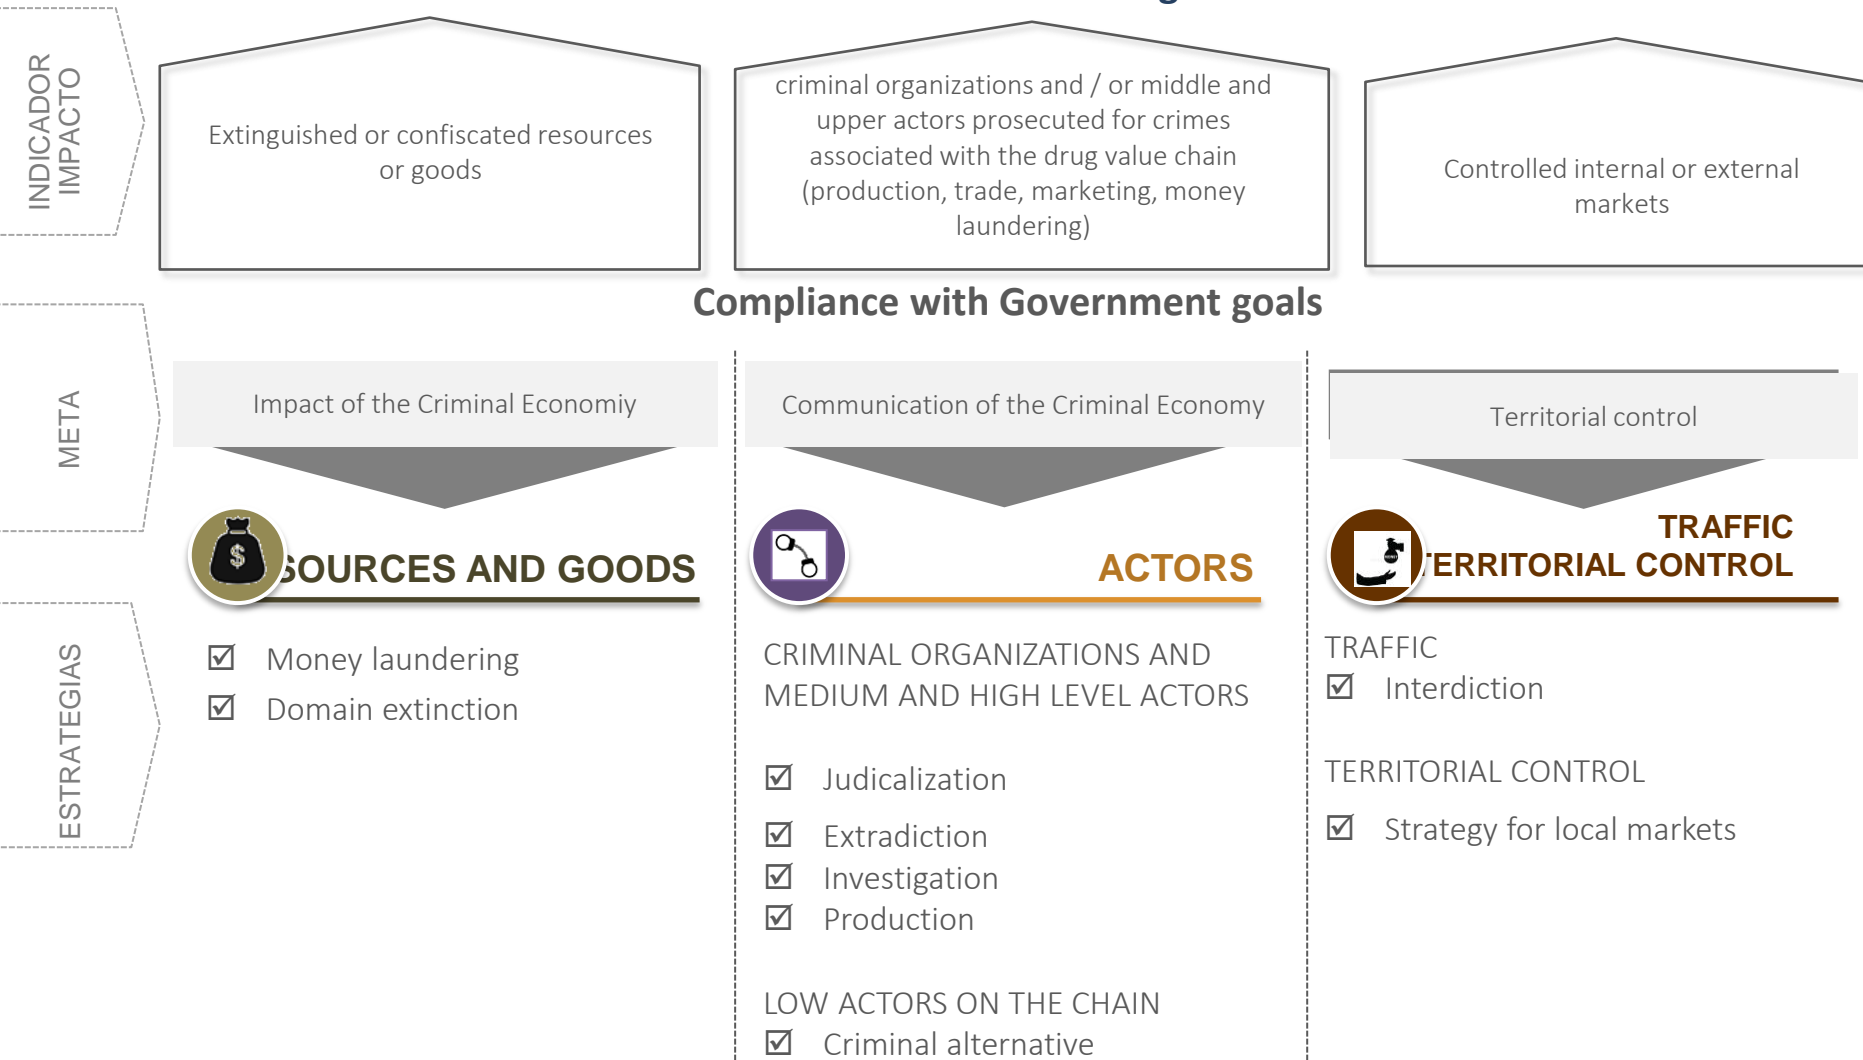 INDICADOR
IMPACTO
Extinguished or confiscated resources
or goods
criminal organizations and / or middle and
upper actors prosecuted for crimes
associated with the drug value chain
(production, trade, marketing, money
laundering)
Controlled internal or external
markets
Compliance with Government goals
META
Impact of the Criminal Economiy
Communication of the Criminal Economy
Territorial control
SOURCES AND GOODS
ACTORS
TRAFFIC
TERRITORIAL CONTROL
ESTRATEGIAS
Money laundering
Domain extinction
CRIMINAL ORGANIZATIONS AND
MEDIUM AND HIGH LEVEL ACTORS
Judicalization
Extradiction
Investigation
Production
LOW ACTORS ON THE CHAIN
Criminal alternative
TRAFFIC
Interdiction
TERRITORIAL CONTROL
Strategy for local markets